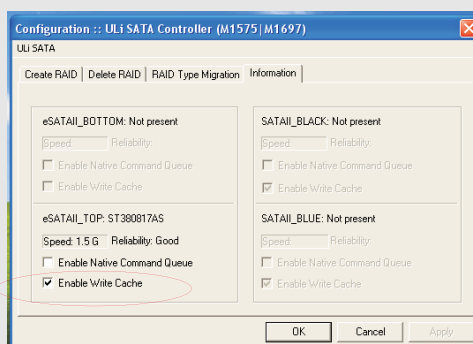 Configuration :: ULi SATA Controller (M1575|M1697)
ULi SATA
Create RAID Delete RAID RAID Type Migration Information
eSATAII_BOTTOM: Not present
Speed: Reliability:
Enable Native Command Queue
Enable Write Cache
eSATAII_TOP: ST380817AS
Speed: 1.5 G Reliability: Good
Enable Native Command Queue
Enable Write Cache
SATAII_BLACK: Not present
Speed: Reliability:
Enable Native Command Queue
Enable Write Cache
SATAII_BLUE: Not present
Speed: Reliability:
Enable Native Command Queue
Enable Write Cache
OK Cancel Apply